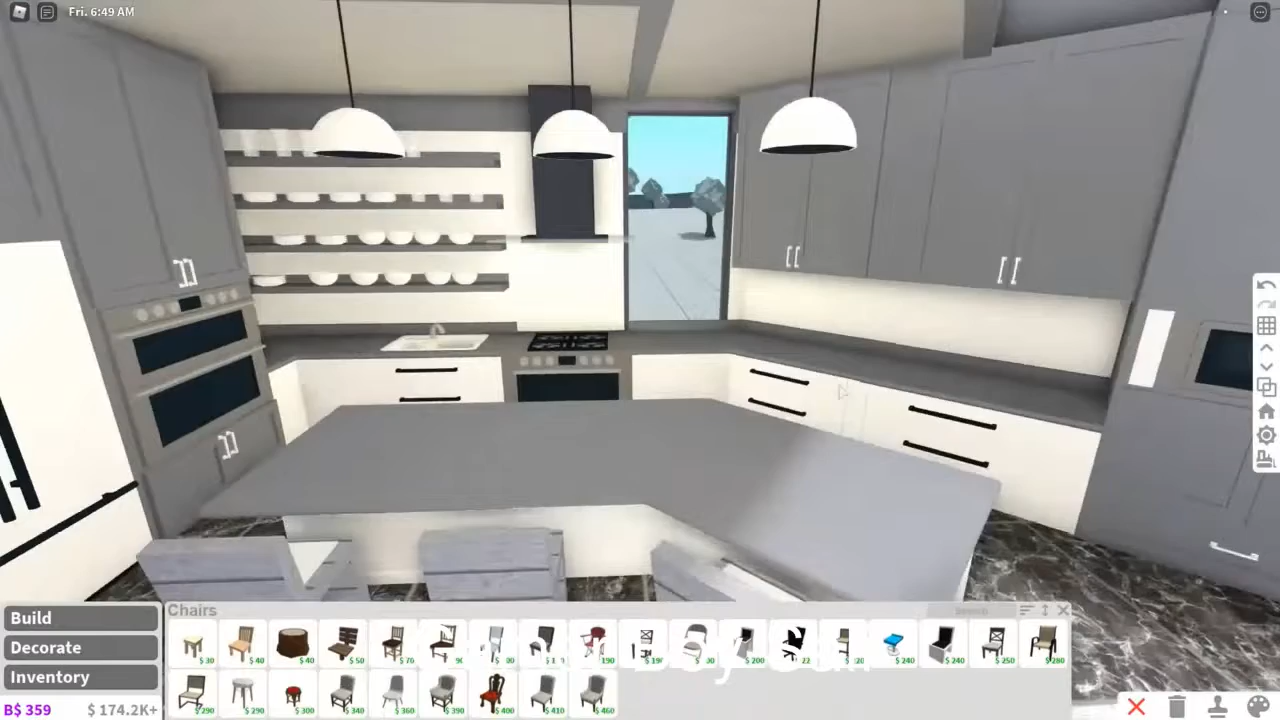 Fri. 6:49 AM
Build
Decorate
Inventory
B$ 359
$ 174.2K+
Chairs
Search
$ 30
$ 40
$ 40
$ 50
$ 70
$ 190
$ 200
$ 240
$ 240
$ 250
$ 280
$ 290
$ 290
$ 300
$ 340
$ 360
$ 390
$ 400
$ 410
$ 460